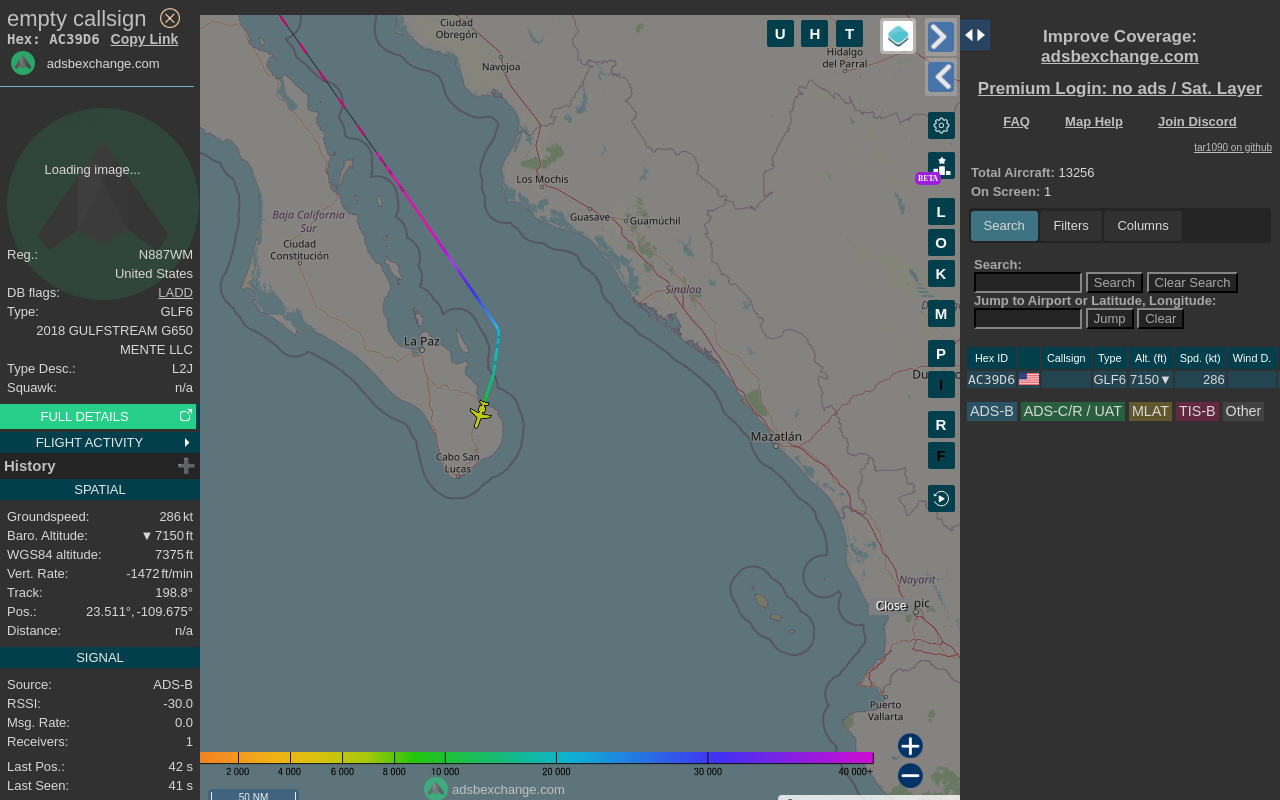 empty callsign
Hex: AC39D6 Copy Link
adsbexchange.com
Loading image...
Reg.: N887WM
United States
DB flags: LADD
Type: GLF6
2018 GULFSTREAM G650
MENTE LLC
Type Desc.: L2J
Squawk: n/a
FULL DETAILS
FLIGHT ACTIVITY
History
SPATIAL
Groundspeed: 286 kt
Baro. Altitude: ▼ 7150 ft
WGS84 altitude: 7375 ft
Vert. Rate: -1472 ft/min
Track: 198.8°
Pos.: 23.511°, -109.675°
Distance: n/a
SIGNAL
Source: ADS-B
RSSI: -30.0
Msg. Rate: 0.0
Receivers: 1
Last Pos.: 42 s
Last Seen: 41 s
Ciudad
Obregón
Navojoa
Hidalgo
del Parral
Los Mochis
Guasave
Guamúchil
Baja California
Sur
Ciudad
Constitución
Sinaloa
La Paz
Cabo San
Lucas
Mazatlán
Nayarit
pic
Close
Puerto
Vallarta
U H T
BETA
L
O
K
M
P
I
R
F
2 000 4 000 6 000 8 000 10 000 20 000 30 000 40 000+
adsbexchange.com
50 NM
Improve Coverage:
adsbexchange.com
Premium Login: no ads / Sat. Layer
FAQ Map Help Join Discord
tar1090 on github
Total Aircraft: 13256
On Screen: 1
Search Filters Columns
Search:
Search Clear Search
Jump to Airport or Latitude, Longitude:
Jump Clear
Hex ID Callsign Type Alt. (ft) Spd. (kt) Wind D.
AC39D6 GLF6 7150▼ 286
ADS-B ADS-C/R / UAT MLAT TIS-B Other